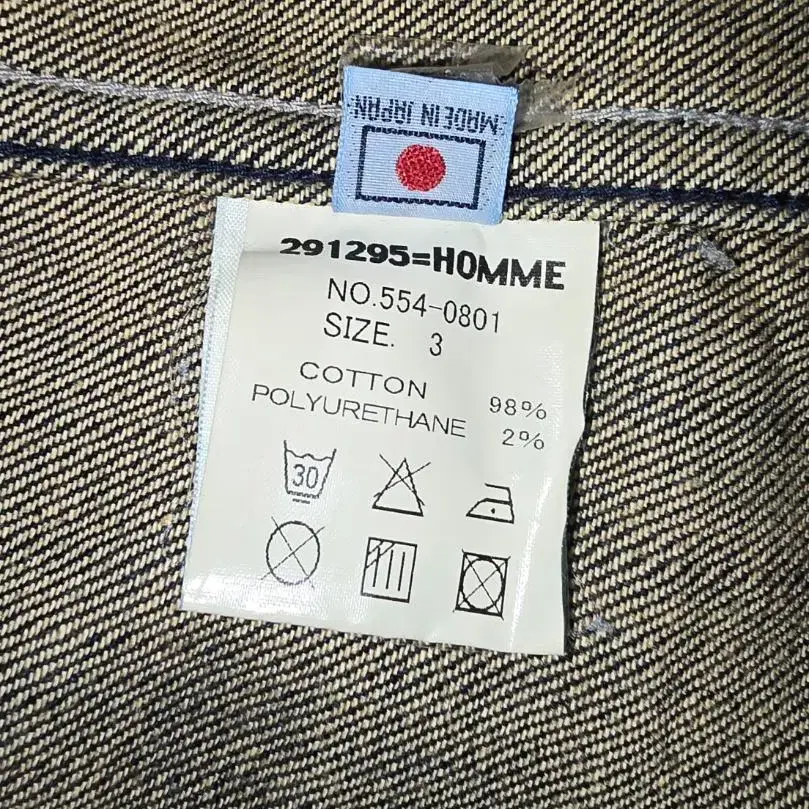 MADE IN JAPAN
291295=HOMME
NO.554-0801
SIZE. 3
COTTON 98%
POLYURETHANE 2%
30